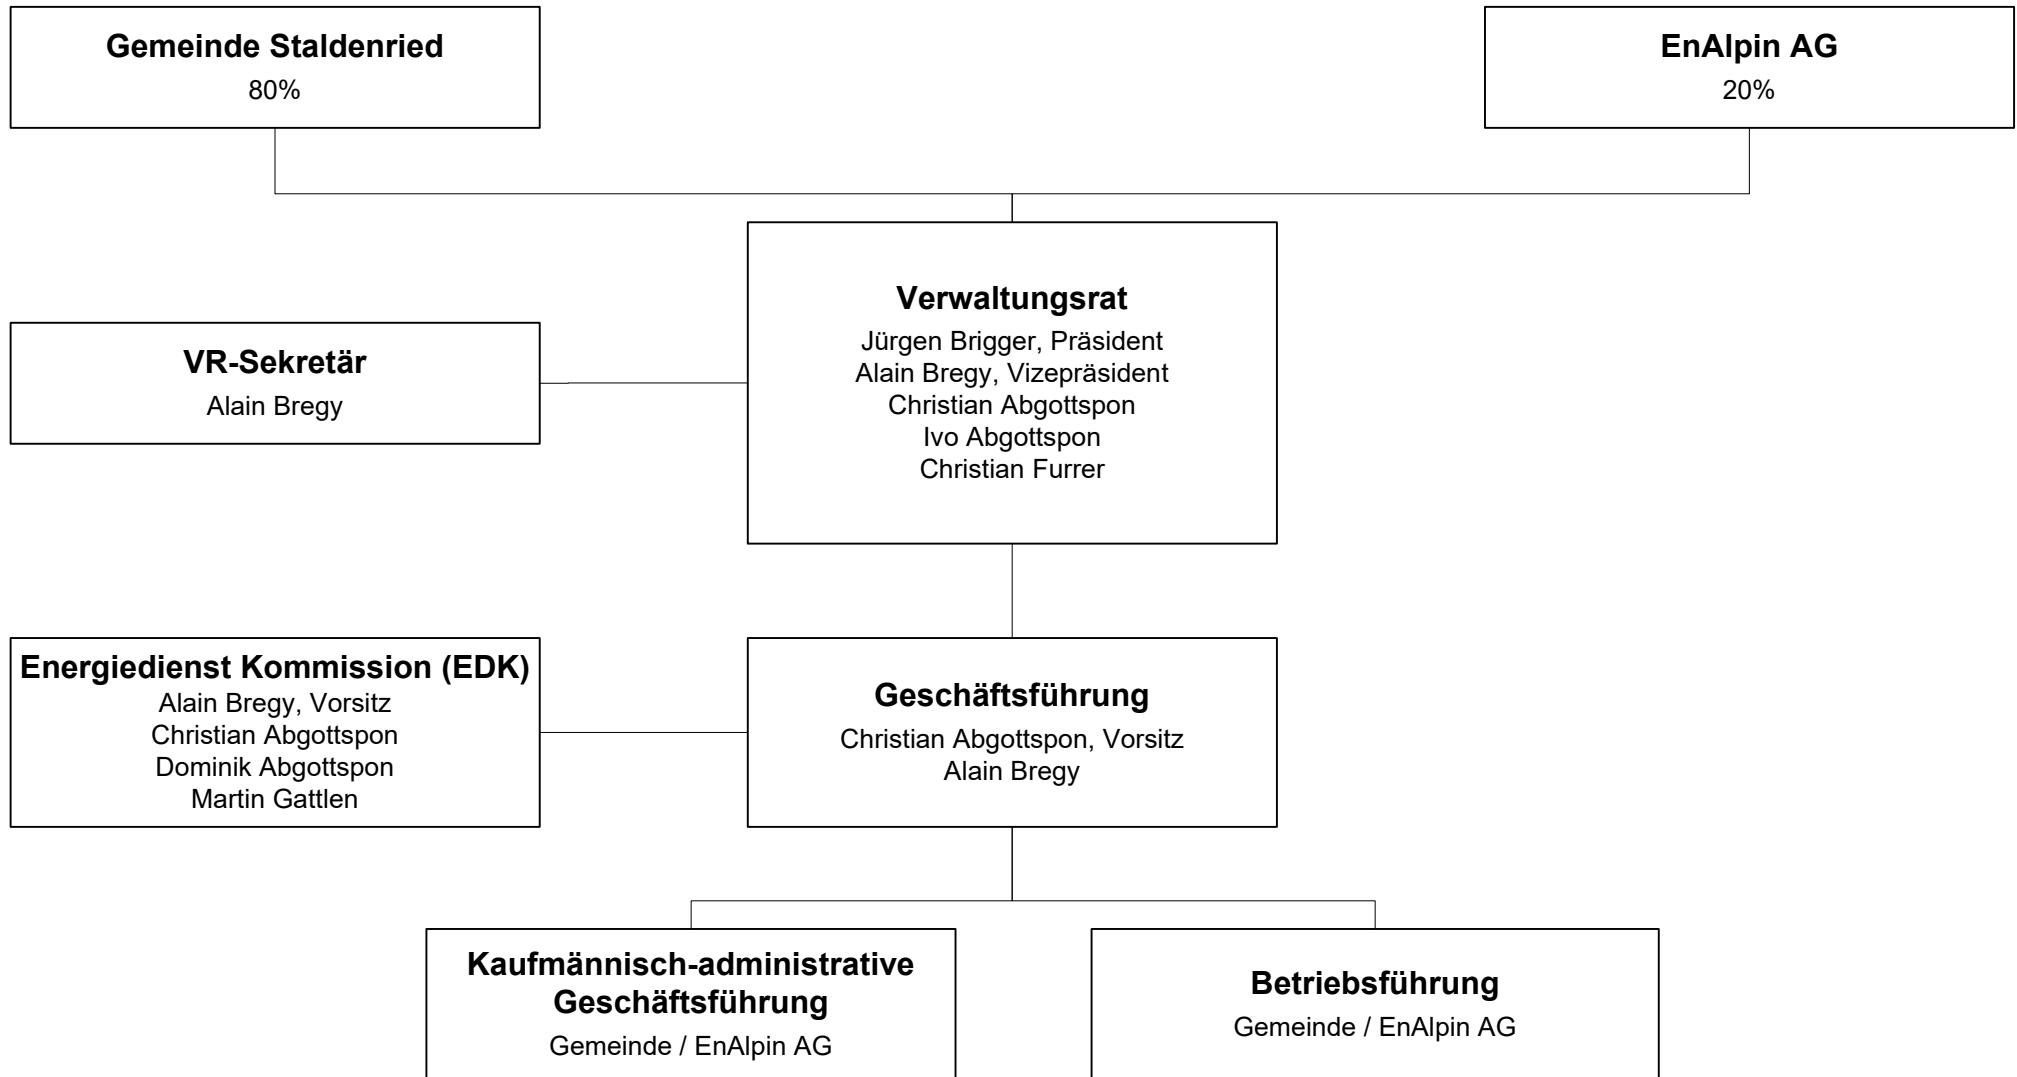 Gemeinde Staldenried
80%
EnAlpin AG
20%
Verwaltungsrat
Jürgen Brigger, Präsident
Alain Bregy, Vizepräsident
Christian Abgottspon
Ivo Abgottspon
Christian Furrer
VR-Sekretär
Alain Bregy
Energiedienst Kommission (EDK)
Alain Bregy, Vorsitz
Christian Abgottspon
Dominik Abgottspon
Martin Gattlen
Geschäftsführung
Christian Abgottspon, Vorsitz
Alain Bregy
Kaufmännisch-administrative
Geschäftsführung
Gemeinde / EnAlpin AG
Betriebsführung
Gemeinde / EnAlpin AG